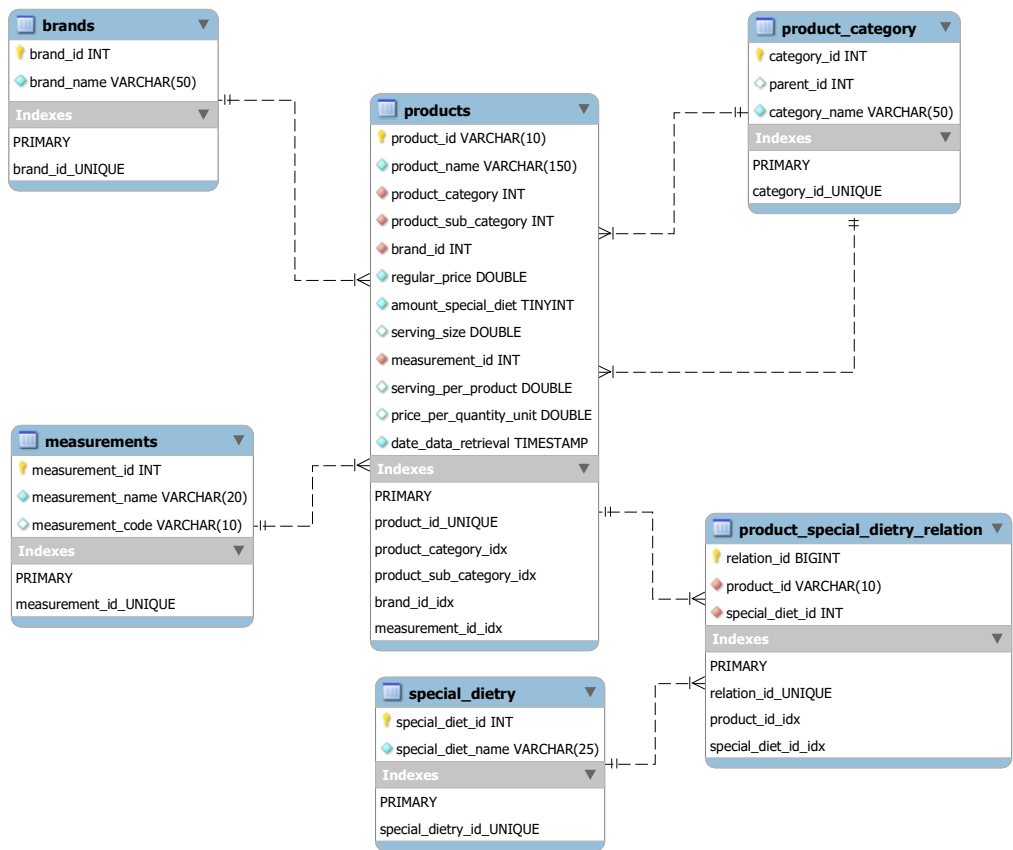 brands
brand_id INT
brand_name VARCHAR(50)
Indexes
PRIMARY
brand_id_UNIQUE
product_category
category_id INT
parent_id INT
category_name VARCHAR(50)
Indexes
PRIMARY
category_id_UNIQUE
products
product_id VARCHAR(10)
product_name VARCHAR(150)
product_category INT
product_sub_category INT
brand_id INT
regular_price DOUBLE
amount_special_diet TINYINT
serving_size DOUBLE
measurement_id INT
serving_per_product DOUBLE
price_per_quantity_unit DOUBLE
date_data_retrieval TIMESTAMP
Indexes
PRIMARY
product_id_UNIQUE
product_category_idx
product_sub_category_idx
brand_id_idx
measurement_id_idx
measurements
measurement_id INT
measurement_name VARCHAR(20)
measurement_code VARCHAR(10)
Indexes
PRIMARY
measurement_id_UNIQUE
product_special_dietry_relation
relation_id BIGINT
product_id VARCHAR(10)
special_diet_id INT
Indexes
PRIMARY
relation_id_UNIQUE
product_id_idx
special_diet_id_idx
special_dietry
special_diet_id INT
special_diet_name VARCHAR(25)
Indexes
PRIMARY
special_dietry_id_UNIQUE